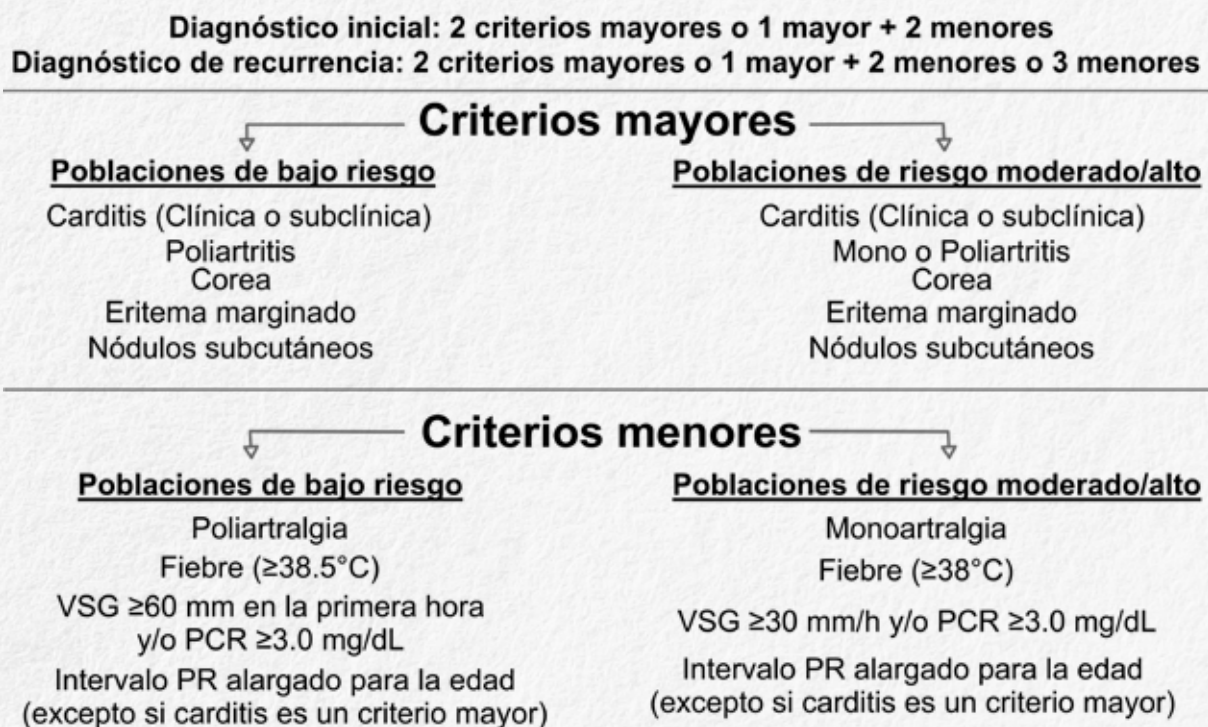 Diagnóstico inicial: 2 criterios mayores o 1 mayor + 2 menores
Diagnóstico de recurrencia: 2 criterios mayores o 1 mayor + 2 menores o 3 menores
Criterios mayores
Poblaciones de bajo riesgo
Carditis (Clínica o subclínica)
Poliartritis
Corea
Eritema marginado
Nódulos subcutáneos
Poblaciones de riesgo moderado/alto
Carditis (Clínica o subclínica)
Mono o Poliartritis
Corea
Eritema marginado
Nódulos subcutáneos
Criterios menores
Poblaciones de bajo riesgo
Poliartralgia
Fiebre (≥38.5°C)
VSG ≥60 mm en la primera hora
y/o PCR ≥3.0 mg/dL
Intervalo PR alargado para la edad
(excepto si carditis es un criterio mayor)
Poblaciones de riesgo moderado/alto
Monoartralgia
Fiebre (≥38°C)
VSG ≥30 mm/h y/o PCR ≥3.0 mg/dL
Intervalo PR alargado para la edad
(excepto si carditis es un criterio mayor)